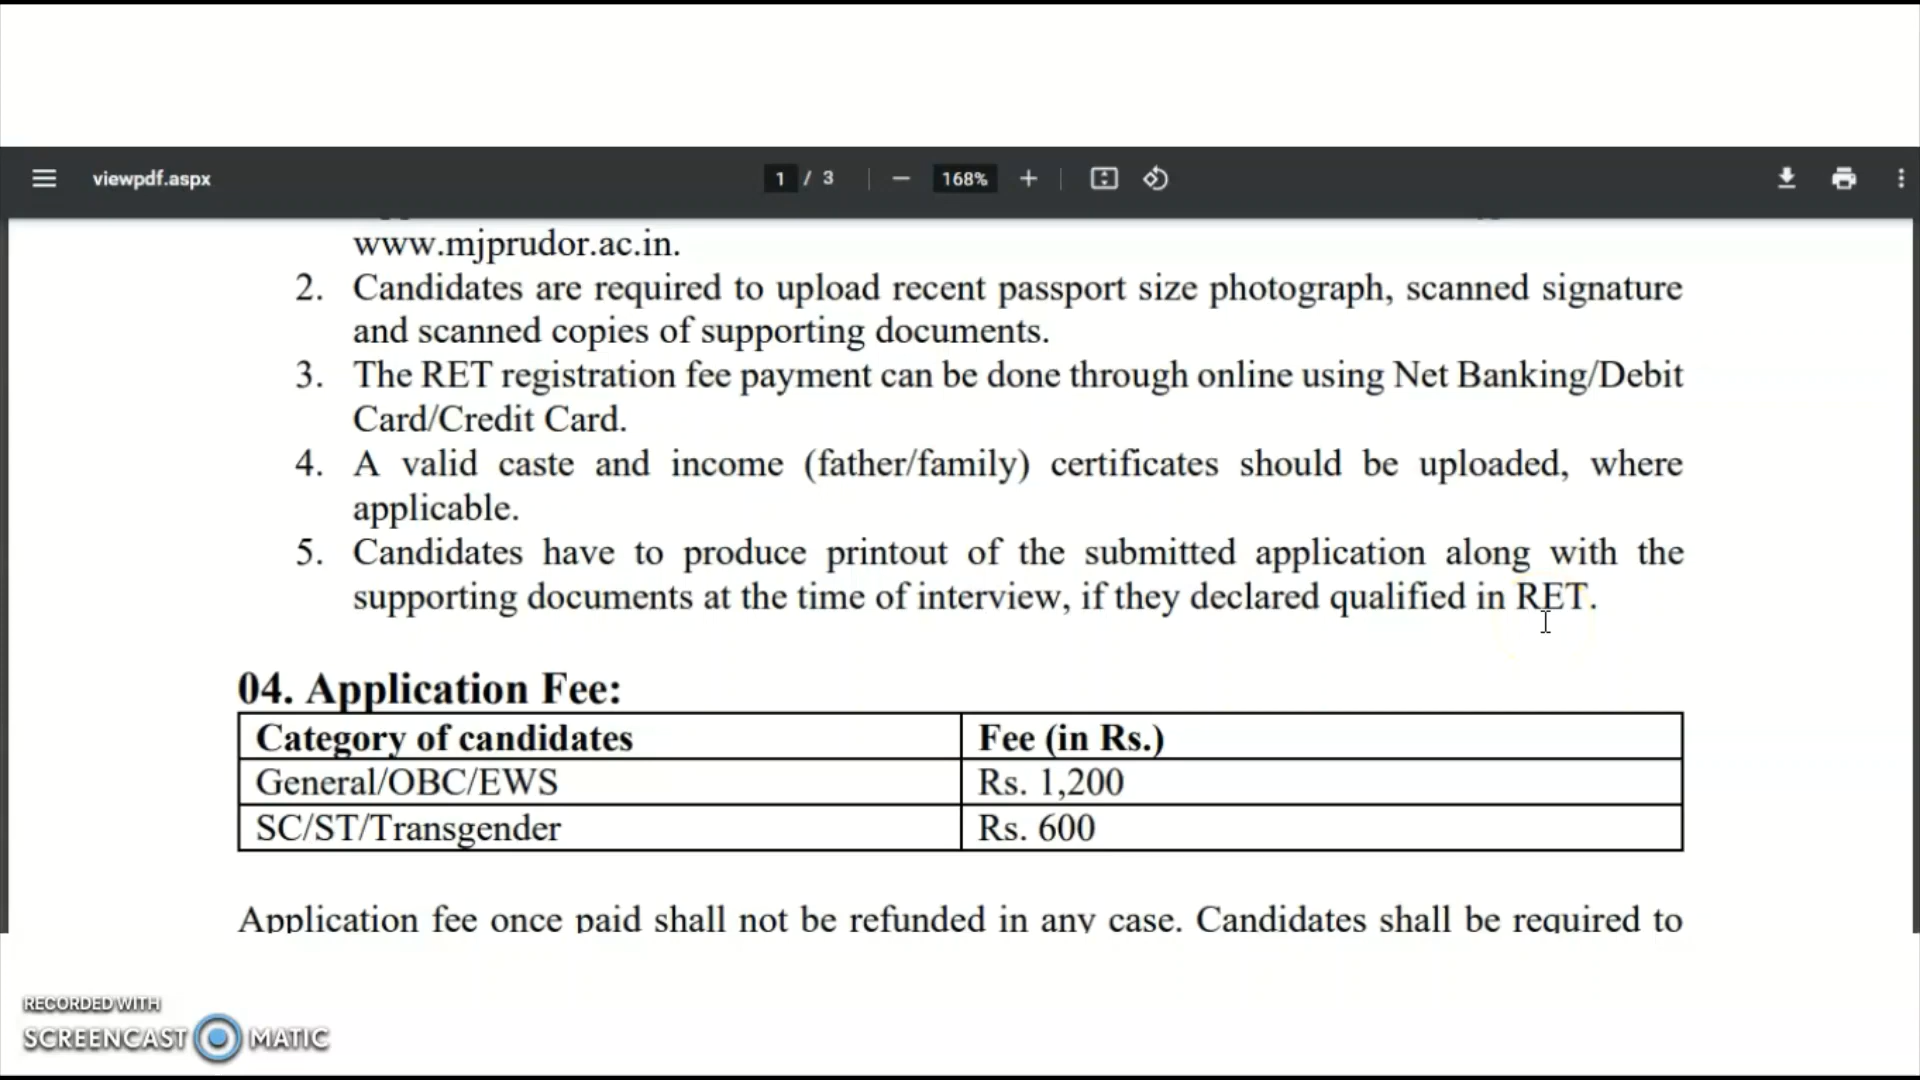 viewpdf.aspx
1 / 3
168%
www.mjprudor.ac.in.
2. Candidates are required to upload recent passport size photograph, scanned signature
and scanned copies of supporting documents.
3. The RET registration fee payment can be done through online using Net Banking/Debit
Card/Credit Card.
4. A valid caste and income (father/family) certificates should be uploaded, where
applicable.
5. Candidates have to produce printout of the submitted application along with the
supporting documents at the time of interview, if they declared qualified in RET.
04. Application Fee:
Category of candidates Fee (in Rs.)
General/OBC/EWS Rs. 1,200
SC/ST/Transgender Rs. 600
Application fee once paid shall not be refunded in any case. Candidates shall be required to
RECORDED WITH
SCREENCAST MATIC